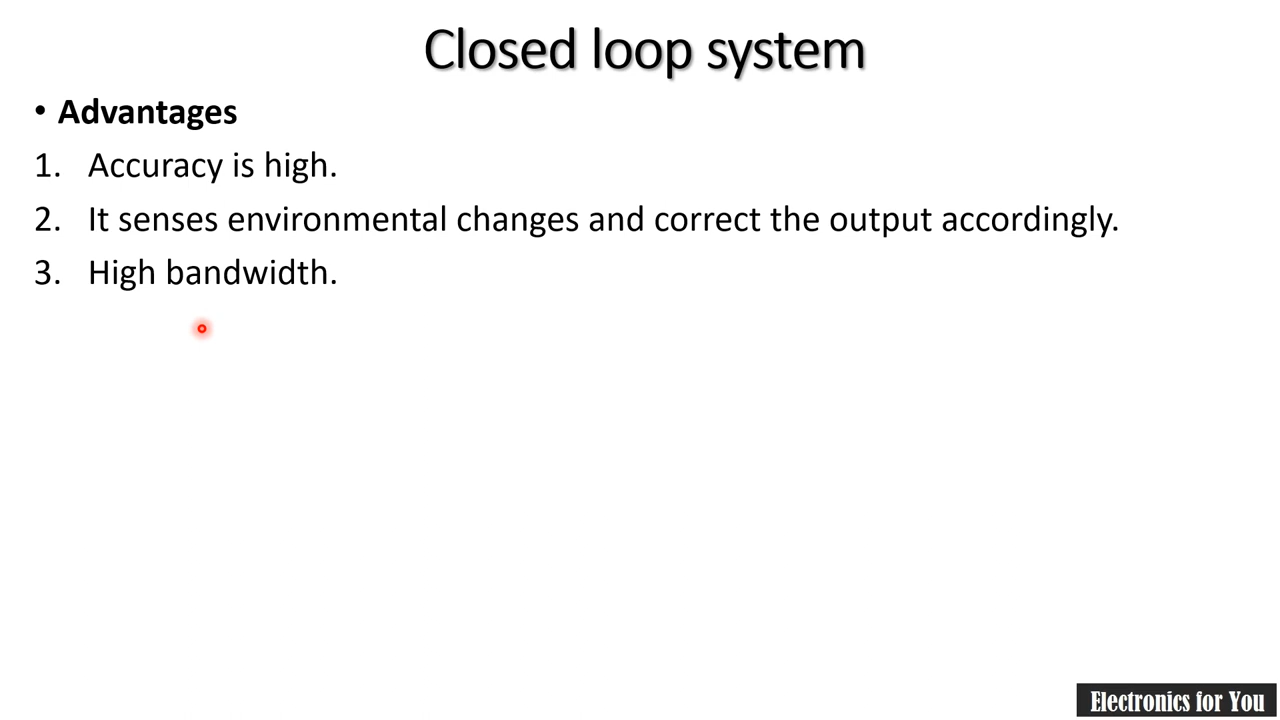 Closed loop system
• Advantages
1. Accuracy is high.
2. It senses environmental changes and correct the output accordingly.
3. High bandwidth.
Electronics for You